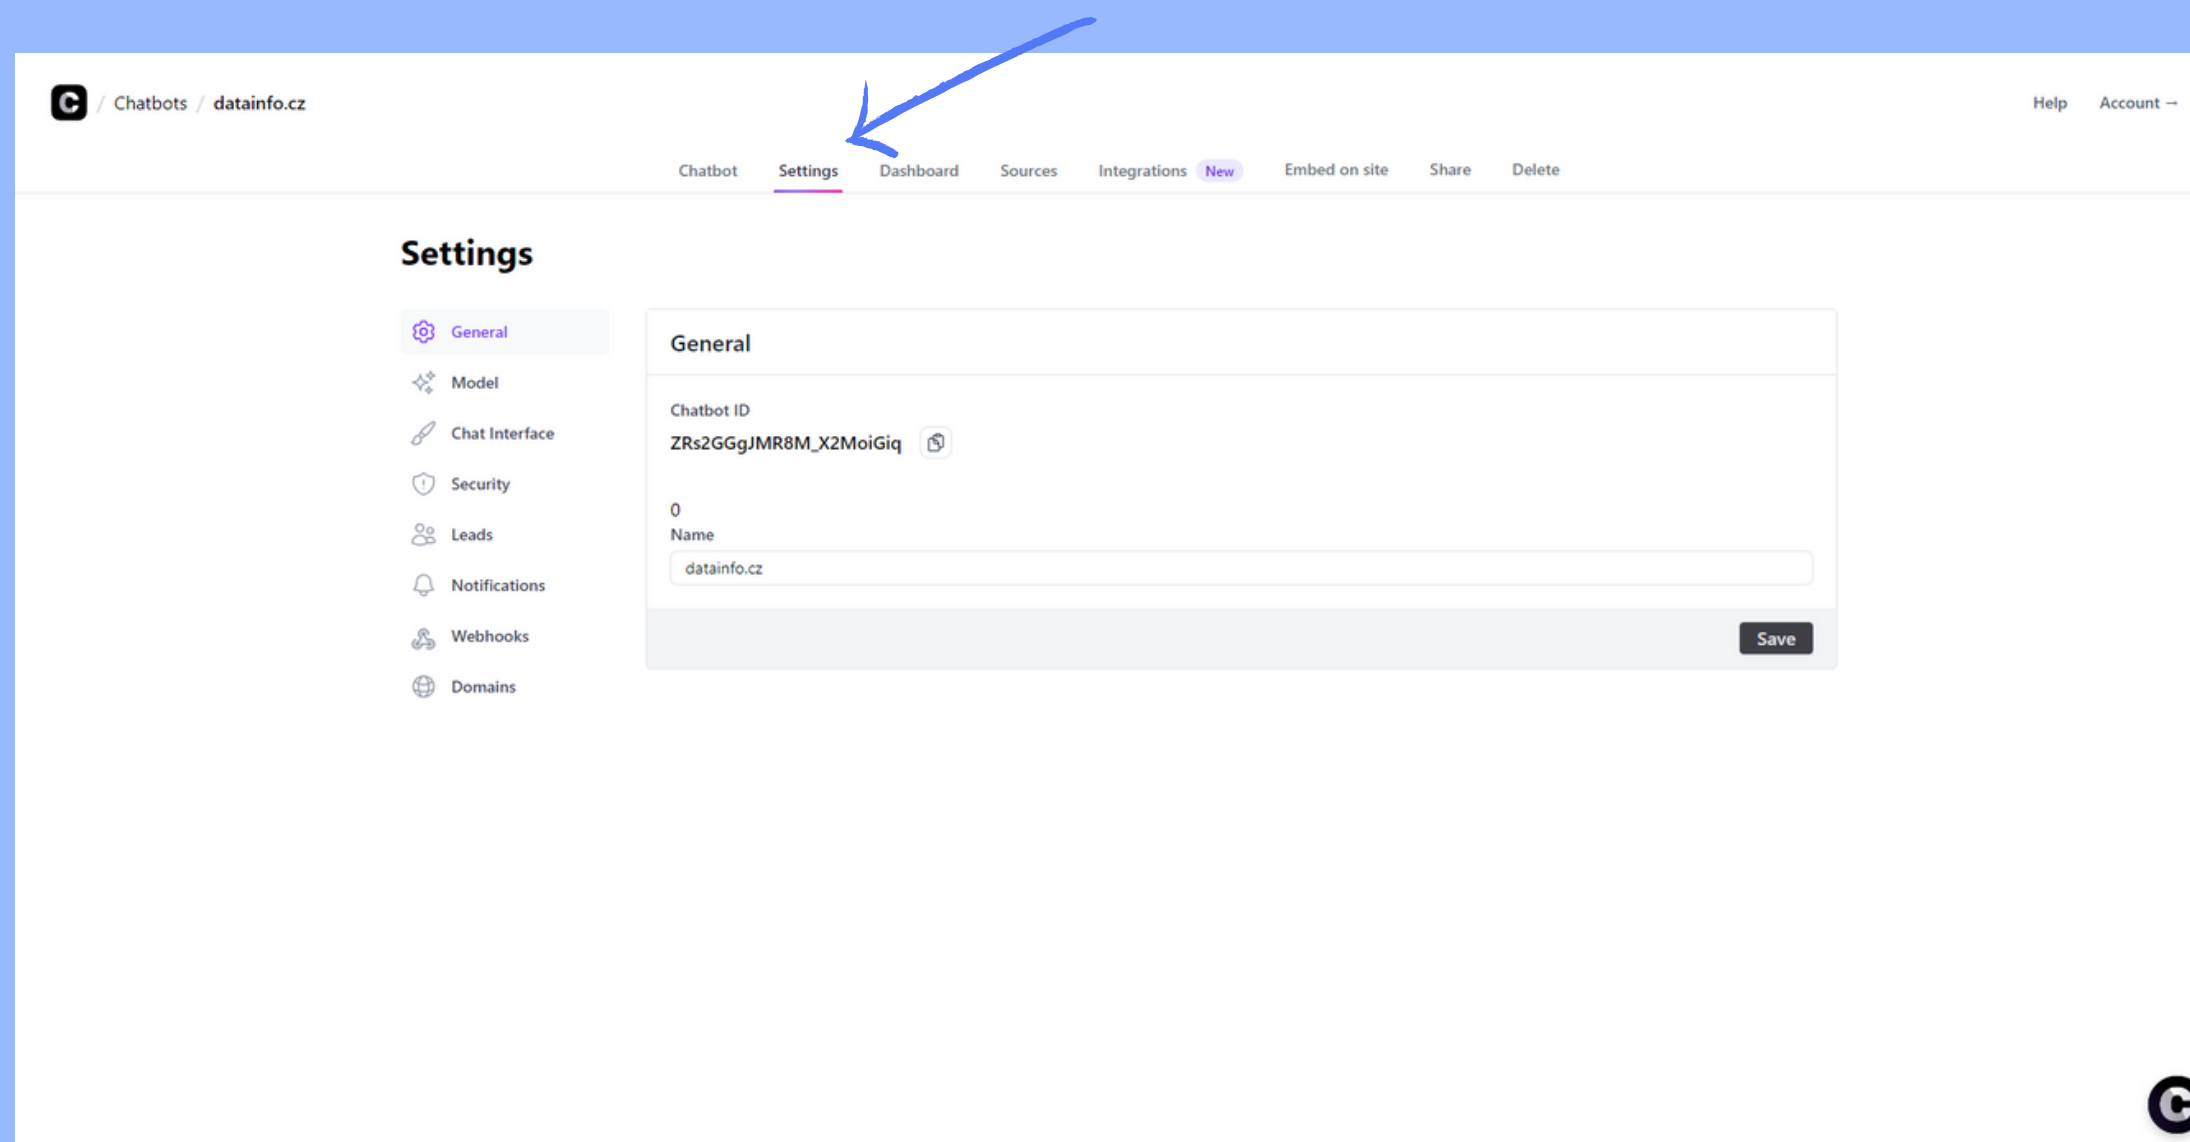 C / Chatbots / datainfo.cz
Help Account →
Chatbot Settings Dashboard Sources Integrations New Embed on site Share Delete
Settings
General
Model
Chat Interface
Security
Leads
Notifications
Webhooks
Domains
General
Chatbot ID
ZRs2GGgJMR8M_X2MoiGiq
0
Name
datainfo.cz
Save
C